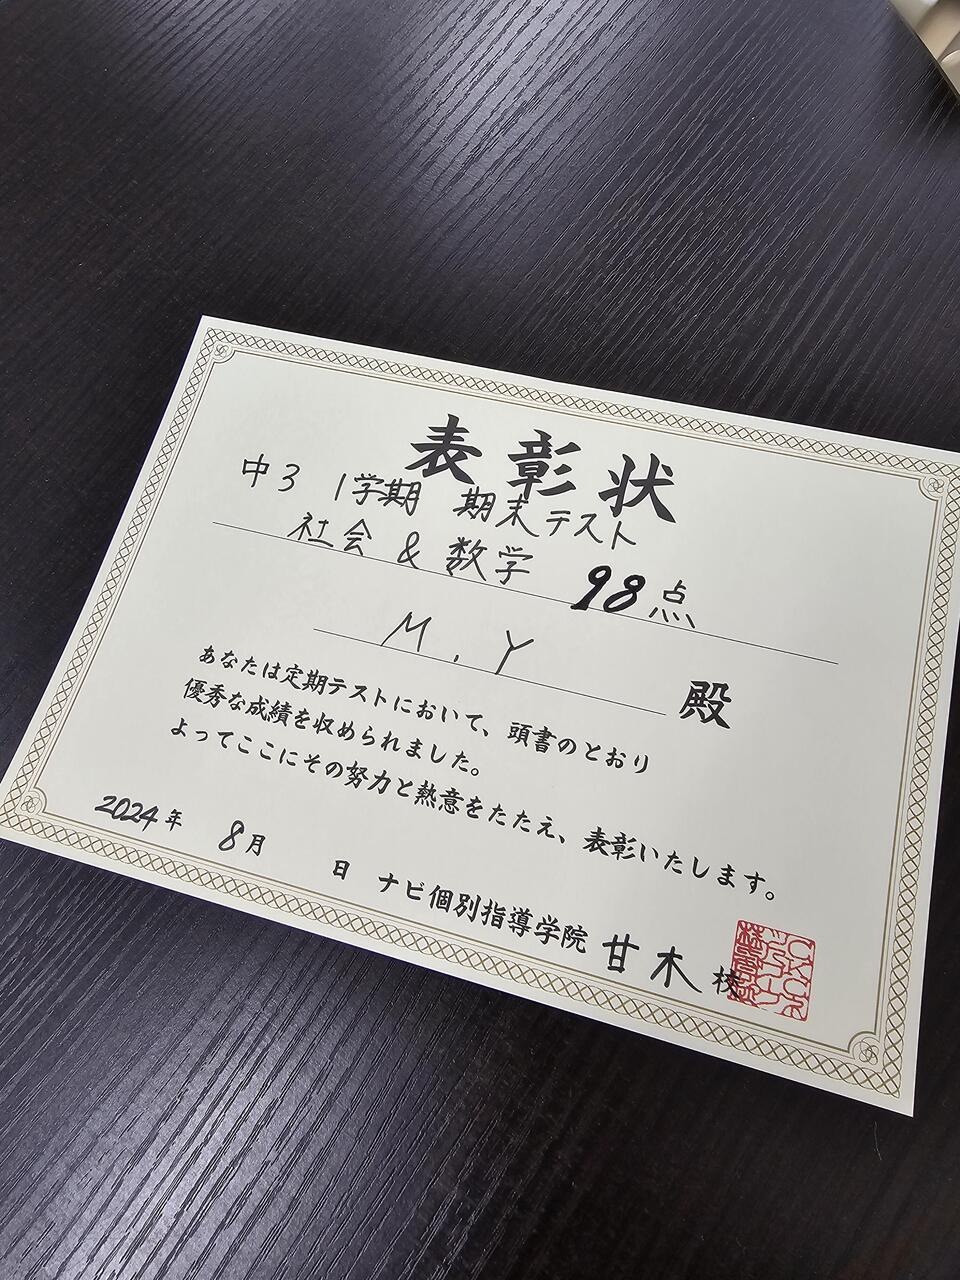 表彰状
中3 1学期 期末テスト
社会 & 数学 98点
M.Y 殿
あなたは定期テストにおいて、頭書のとおり
優秀な成績を収められました。
よってここにその努力と熱意をたたえ、表彰いたします。
2024年 8月 日 ナビ個別指導学院 甘木 校